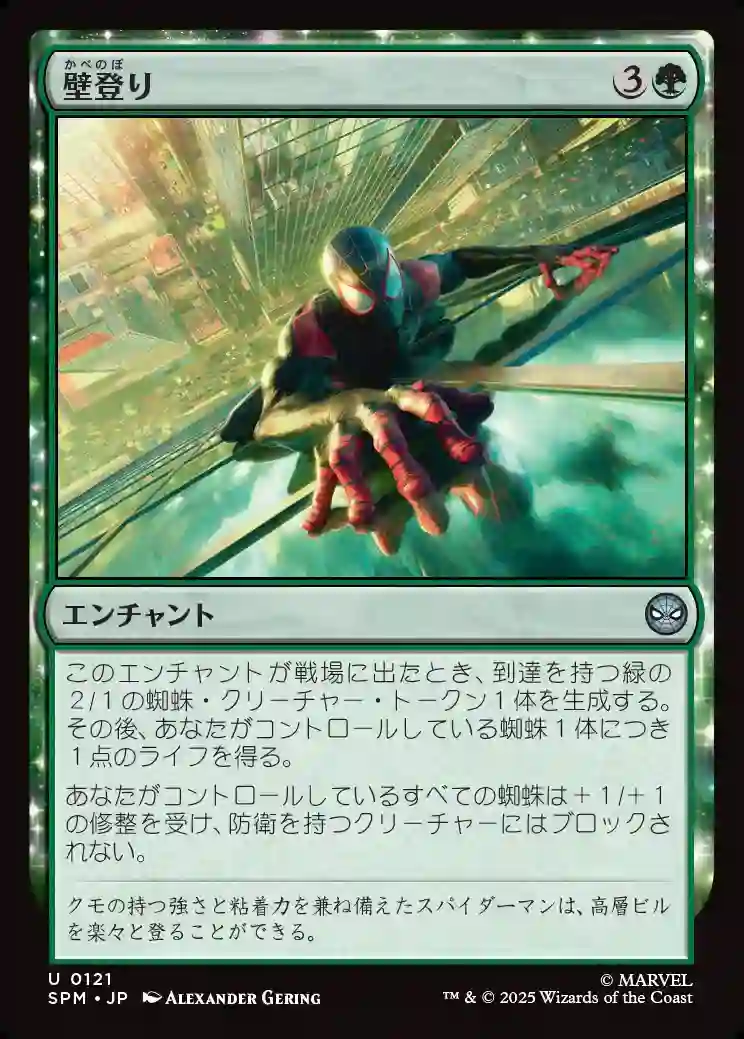 かべのぼ
壁登り
3
エンチャント
このエンチャントが戦場に出たとき、到達を持つ緑の
2/1の蜘蛛・クリーチャー・トークン1体を生成する。
その後、あなたがコントロールしている蜘蛛1体につき
1点のライフを得る。
あなたがコントロールしているすべての蜘蛛は+1/+1
の修整を受け、防衛を持つクリーチャーにはブロックさ
れない。
クモの持つ強さと粘着力を兼ね備えたスパイダーマンは、高層ビル
を楽々と登ることができる。
U 0121
SPM • JP ALEXANDER GERING
© MARVEL
™ & © 2025 Wizards of the Coast